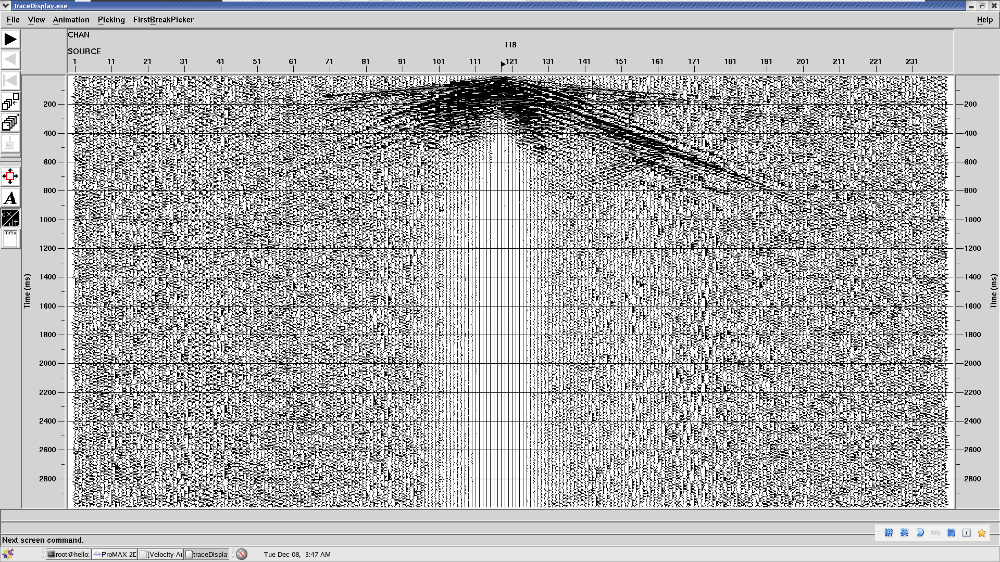 traceDisplay.exe
File View Animation Picking FirstBreakPicker Help
CHAN
118
SOURCE
1 11 21 31 41 51 61 71 81 91 101 111 121 131 141 151 161 171 181 191 201 211 221 231
200 200
400 400
600 600
800 800
1000 1000
1200 1200
1400 1400
1600 1600
1800 1800
2000 2000
2200 2200
2400 2400
2600 2600
2800 2800
Time (ms) Time (ms)
A
dx/dt
max
Next screen command.
拼 英 简
root@hello: ProMAX 2D [Velocity An traceDispla Tue Dec 08, 3:47 AM